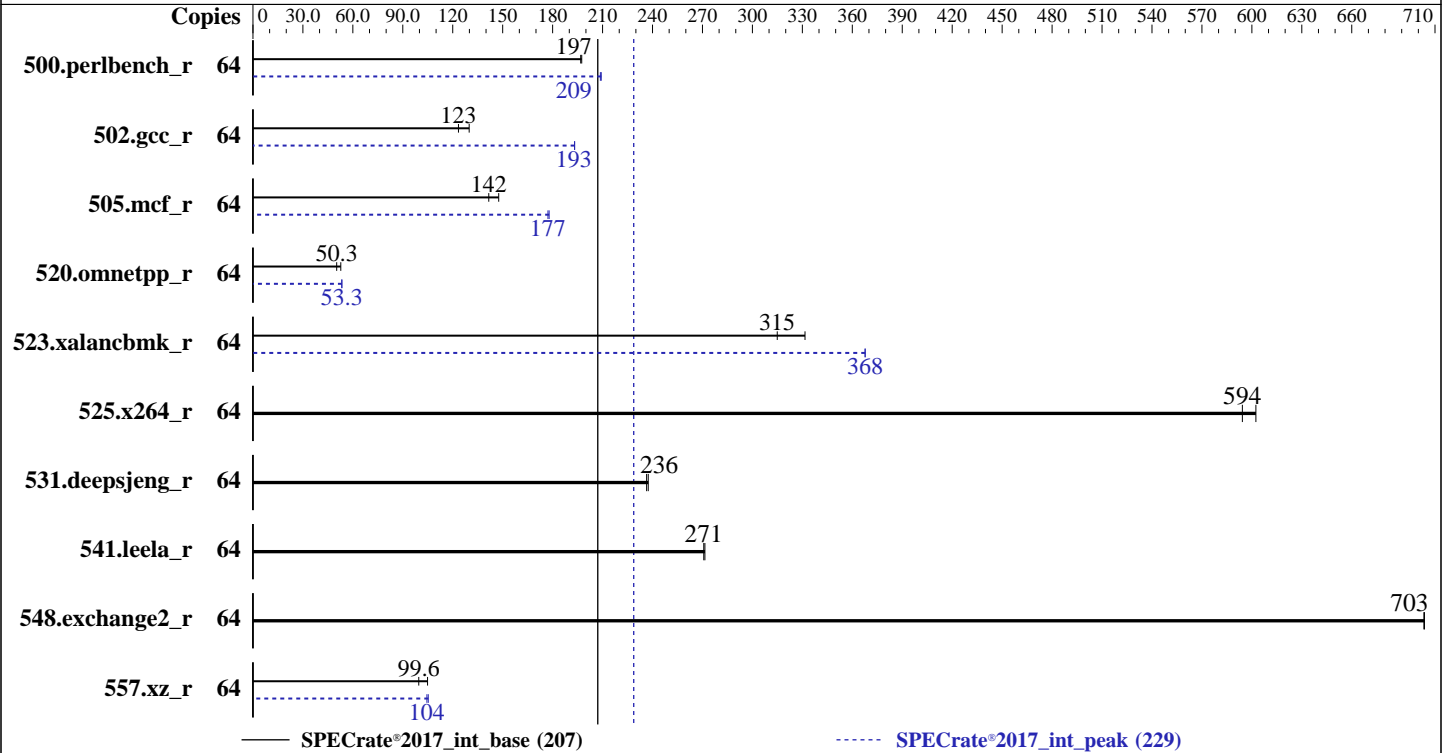 Copies 0 30.0 60.0 90.0 120 150 180 210 240 270 300 330 360 390 420 450 480 510 540 570 600 630 660 710
197
500.perlbench_r 64
209
123
502.gcc_r 64
193
142
505.mcf_r 64
177
50.3
520.omnetpp_r 64
53.3
315
523.xalancbmk_r 64
368
594
525.x264_r 64
236
531.deepsjeng_r 64
271
541.leela_r 64
703
548.exchange2_r 64
99.6
557.xz_r 64
104
SPECrate®2017_int_base (207) SPECrate®2017_int_peak (229)